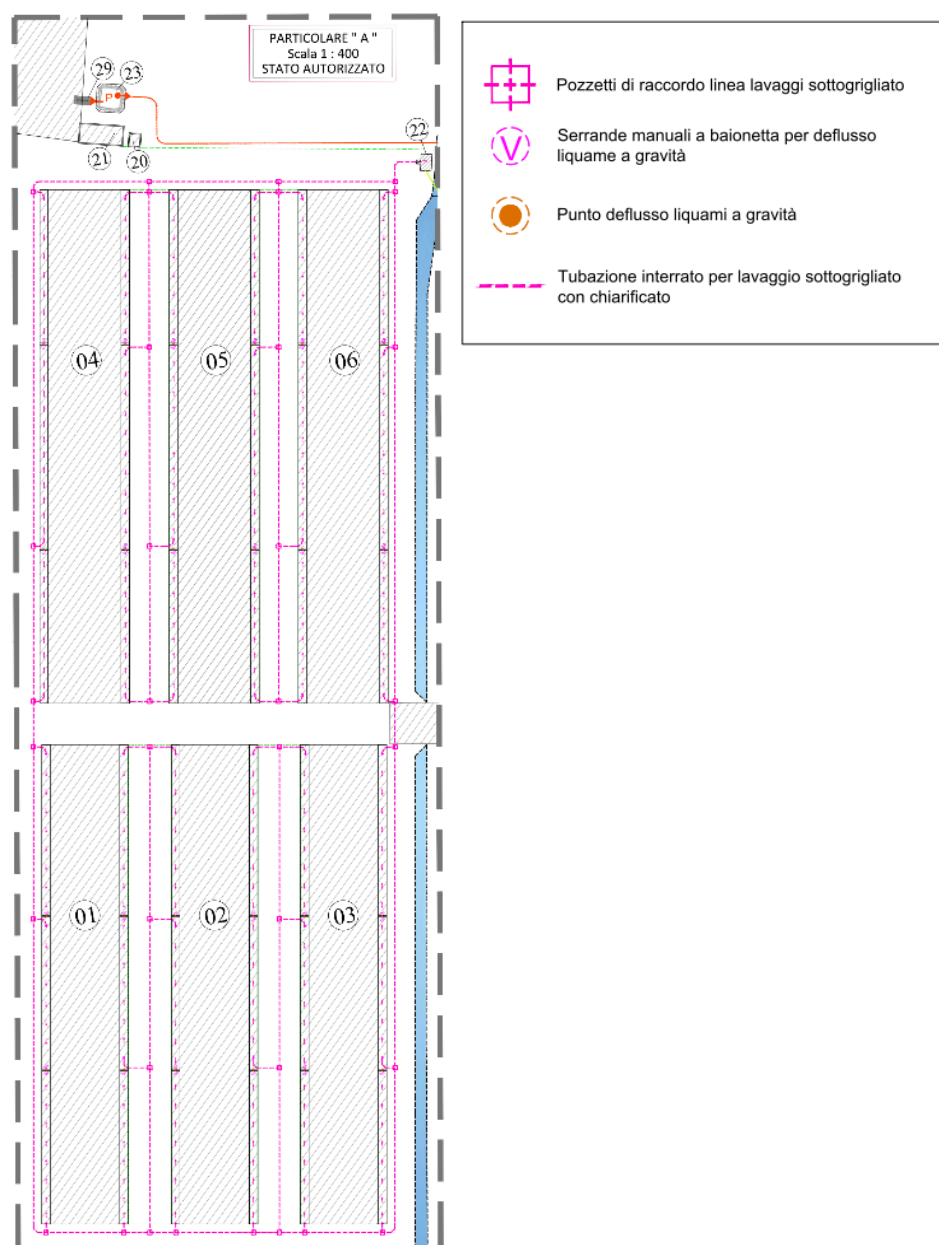 PARTICOLARE " A "
Scala 1 : 400
STATO AUTORIZZATO
29
23
P
21
20
22
04
05
06
01
02
03
Pozzetti di raccordo linea lavaggi sottogrigliato
V
Serrande manuali a baionetta per deflusso
liquame a gravità
Punto deflusso liquami a gravità
Tubazione interrato per lavaggio sottogrigliato
con chiarificato